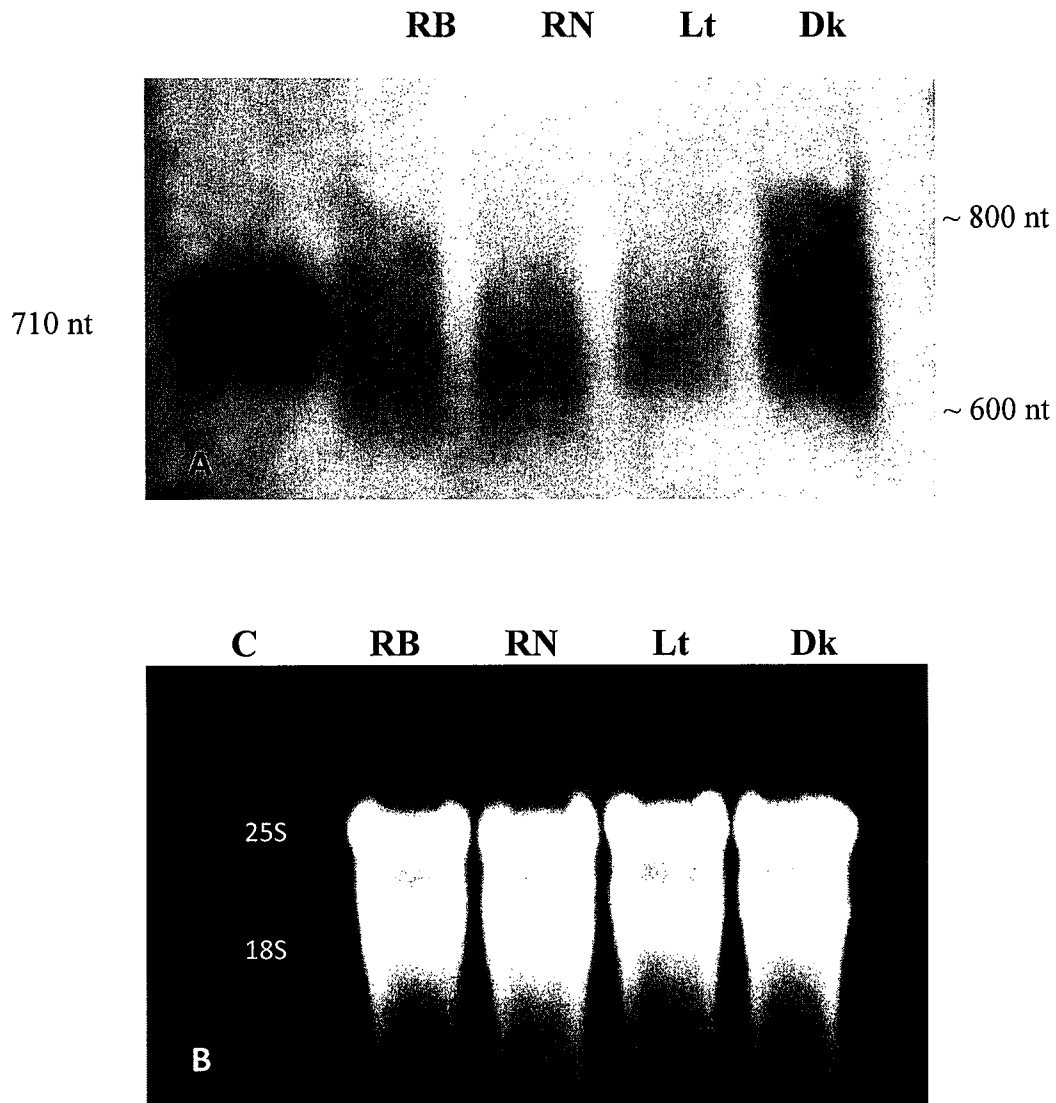 RB RN Lt Dk
~ 800 nt
710 nt
~ 600 nt
A
C RB RN Lt Dk
25S
18S
B